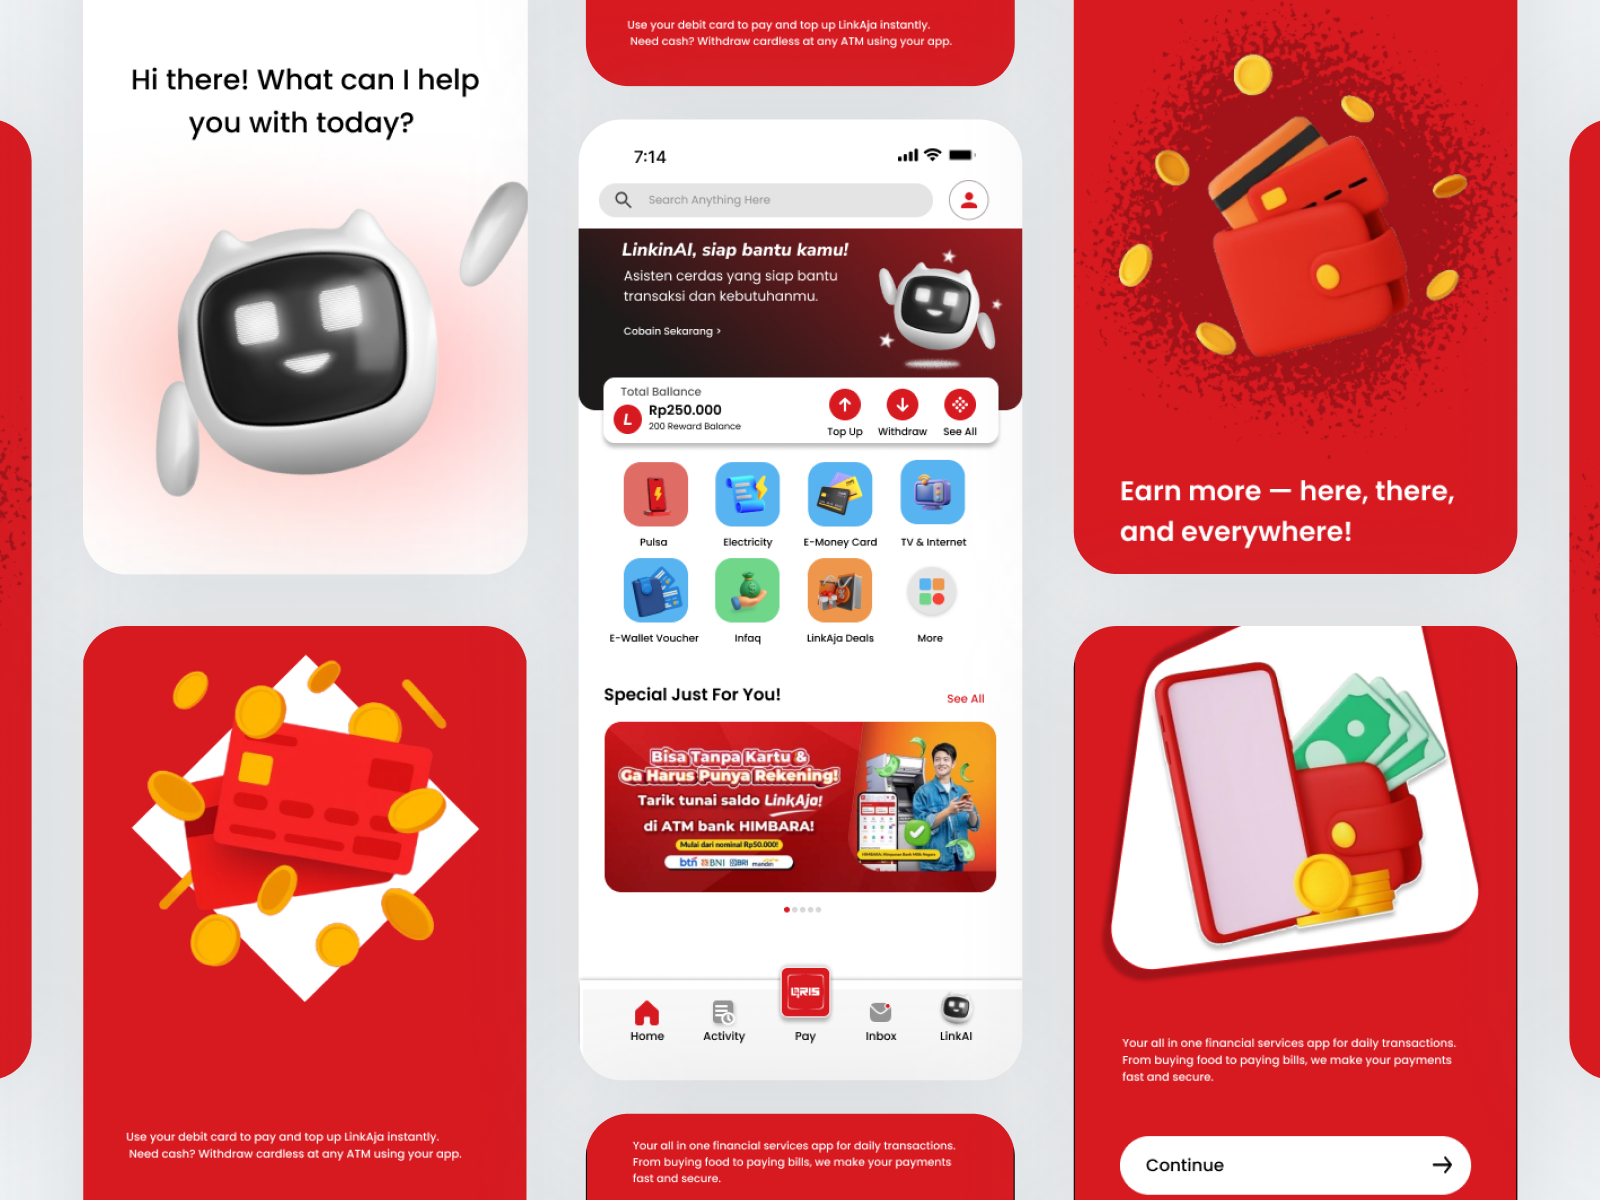 Hi there! What can I help
you with today?
Use your debit card to pay and top up LinkAja instantly.
Need cash? Withdraw cardless at any ATM using your app.
Use your debit card to pay and top up LinkAja instantly.
Need cash? Withdraw cardless at any ATM using your app.
7:14
Search Anything Here
LinkinAI, siap bantu kamu!
Asisten cerdas yang siap bantu
transaksi dan kebutuhanmu.
Cobain Sekarang >
Total Ballance
L
Rp250.000
200 Reward Balance
Top Up
Withdraw
See All
Pulsa
Electricity
E-Money Card
TV & Internet
E-Wallet Voucher
Infaq
LinkAja Deals
More
Special Just For You!
See All
Bisa Tanpa Kartu &
Ga Harus Punya Rekening!
Tarik tunai saldo LinkAja!
di ATM bank HIMBARA!
Mulai dari nominal Rp50.000!
btn BNI BRI mandiri
Home
Activity
QRIS
Pay
Inbox
LinkAI
Your all in one financial services app for daily transactions.
From buying food to paying bills, we make your payments
fast and secure.
Earn more — here, there,
and everywhere!
Your all in one financial services app for daily transactions.
From buying food to paying bills, we make your payments
fast and secure.
Continue